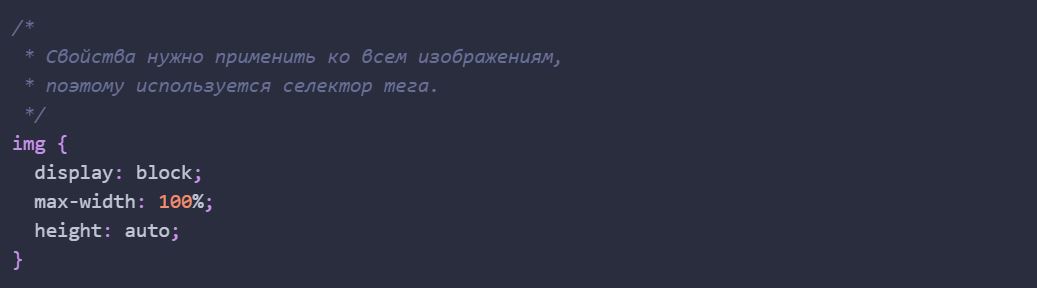 /*
 * Свойства нужно применить ко всем изображениям,
 * поэтому используется селектор тега.
 */
img {
  display: block;
  max-width: 100%;
  height: auto;
}